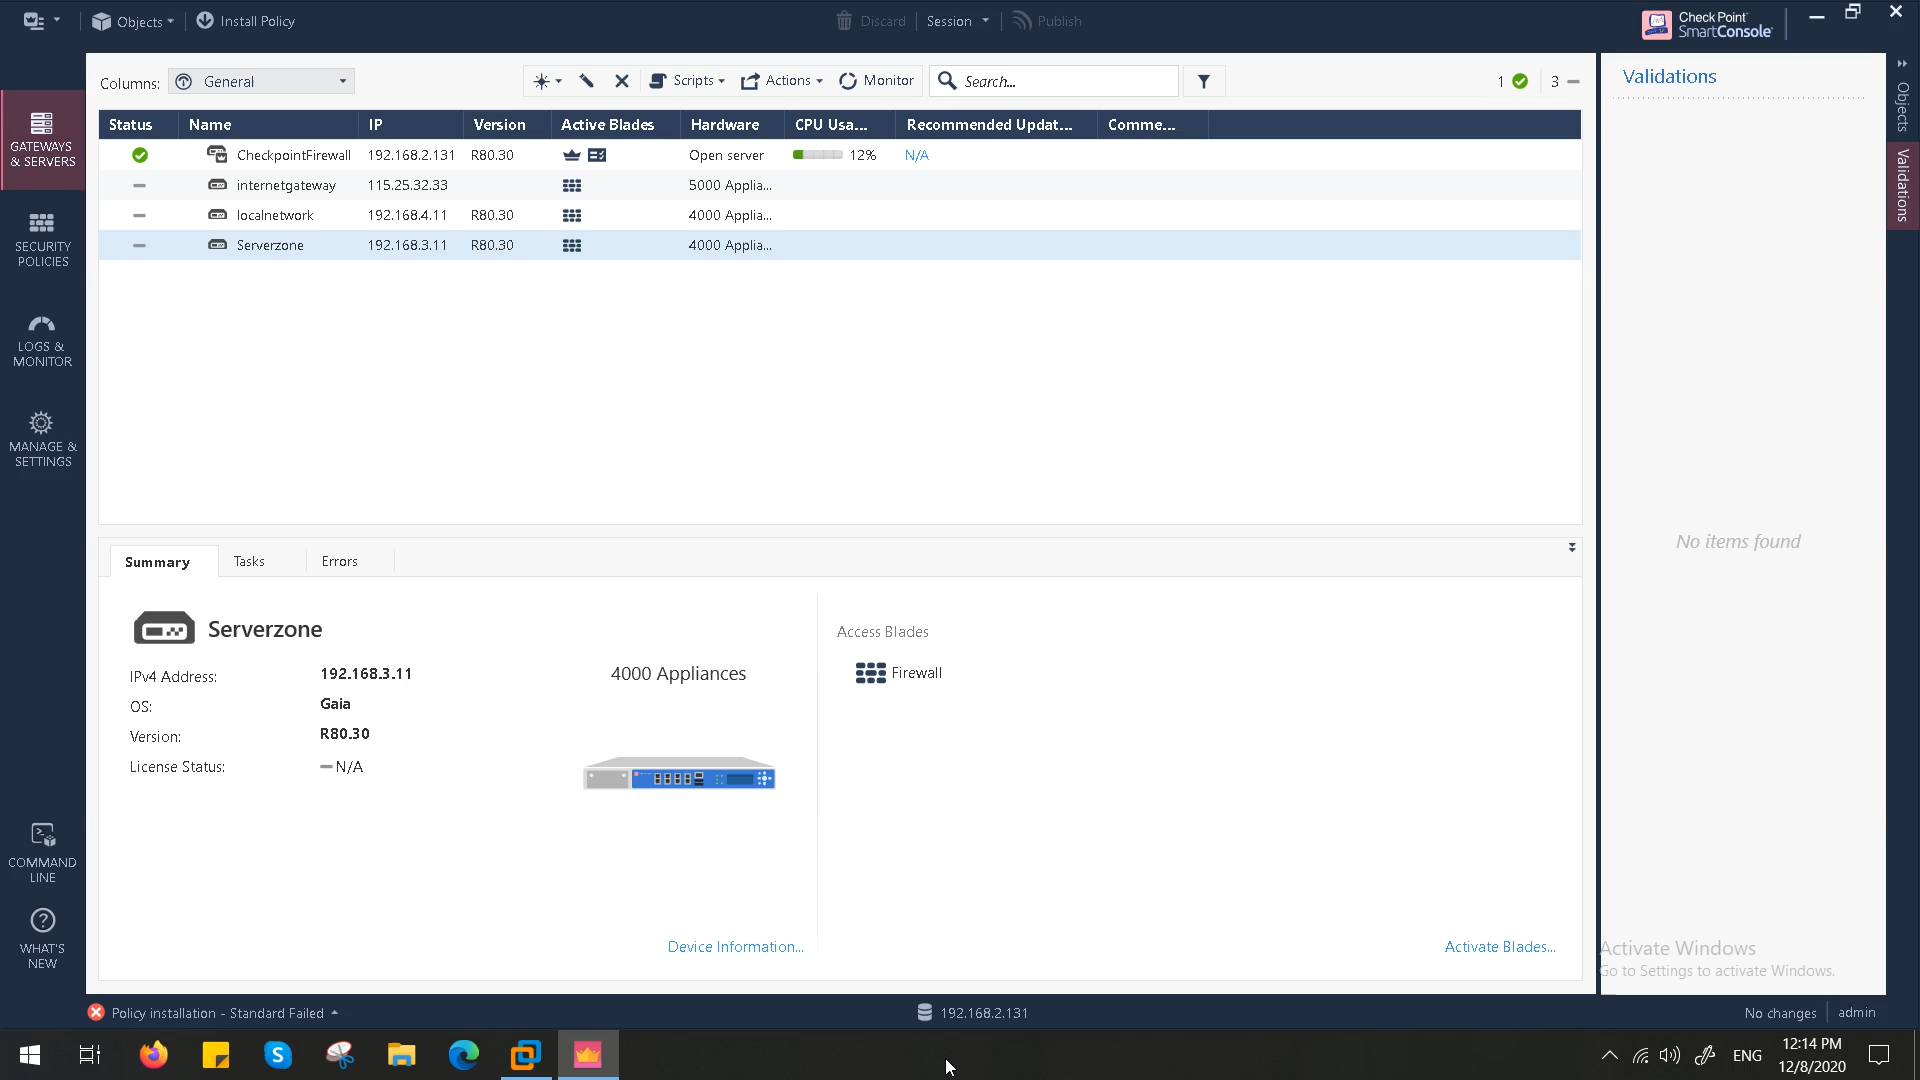 Objects
Install Policy
Discard
Session
Publish
Check Point
SmartConsole
Columns:
General
Scripts
Actions
Monitor
Search...
1
3
Validations
Objects
Validations
GATEWAYS
& SERVERS
SECURITY
POLICIES
LOGS &
MONITOR
MANAGE &
SETTINGS
COMMAND
LINE
WHAT'S
NEW
Status Name IP Version Active Blades Hardware CPU Usa... Recommended Updat... Comme...
CheckpointFirewall 192.168.2.131 R80.30 Open server 12% N/A
internetgateway 115.25.32.33 5000 Applia...
localnetwork 192.168.4.11 R80.30 4000 Applia...
Serverzone 192.168.3.11 R80.30 4000 Applia...
No items found
Summary Tasks Errors
Serverzone
IPv4 Address: 192.168.3.11
OS: Gaia
Version: R80.30
License Status: N/A
4000 Appliances
Access Blades
Firewall
Device Information...
Activate Blades...
Activate Windows
Go to Settings to activate Windows.
Policy installation - Standard Failed
192.168.2.131
No changes
admin
ENG
12:14 PM
12/8/2020